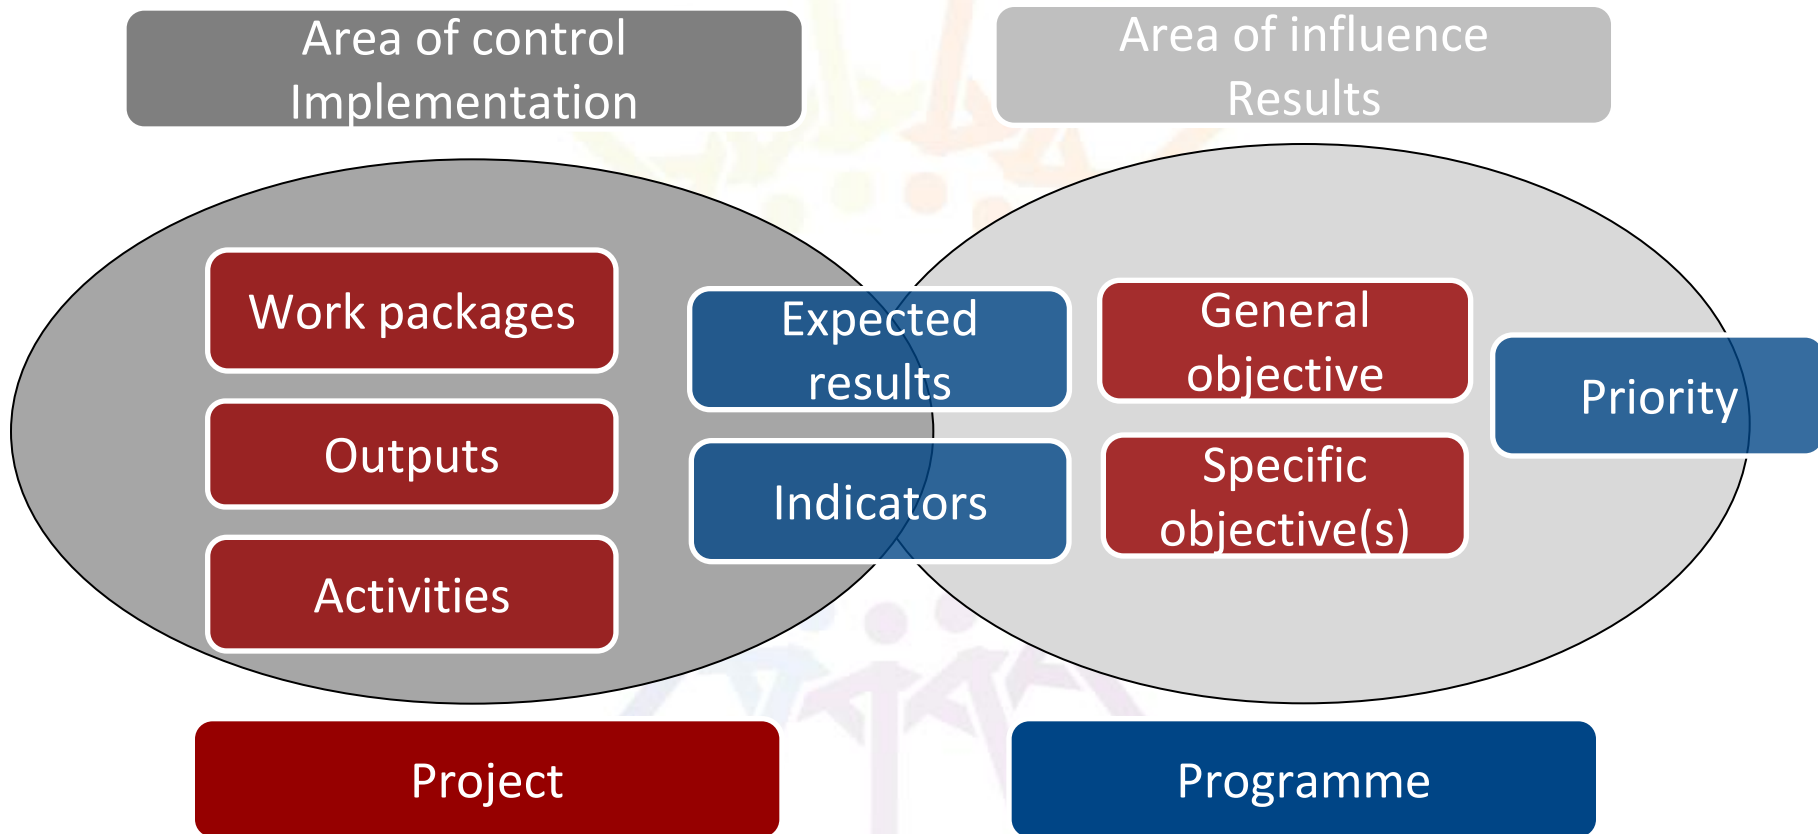 Area of control
Implementation
Area of influence
Results
Work packages
Outputs
Activities
Expected
results
Indicators
General
objective
Specific
objective(s)
Priority
Project
Programme